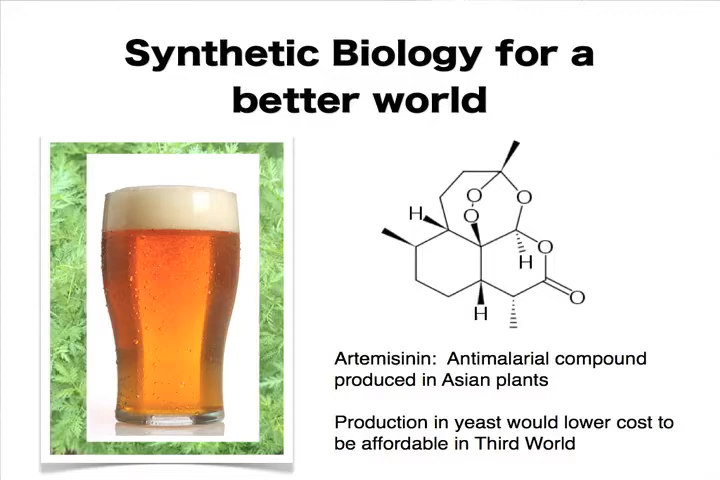 Synthetic Biology for a
better world
O
O
O
H
O
H
O
H
Artemisinin:  Antimalarial compound
produced in Asian plants
Production in yeast would lower cost to
be affordable in Third World